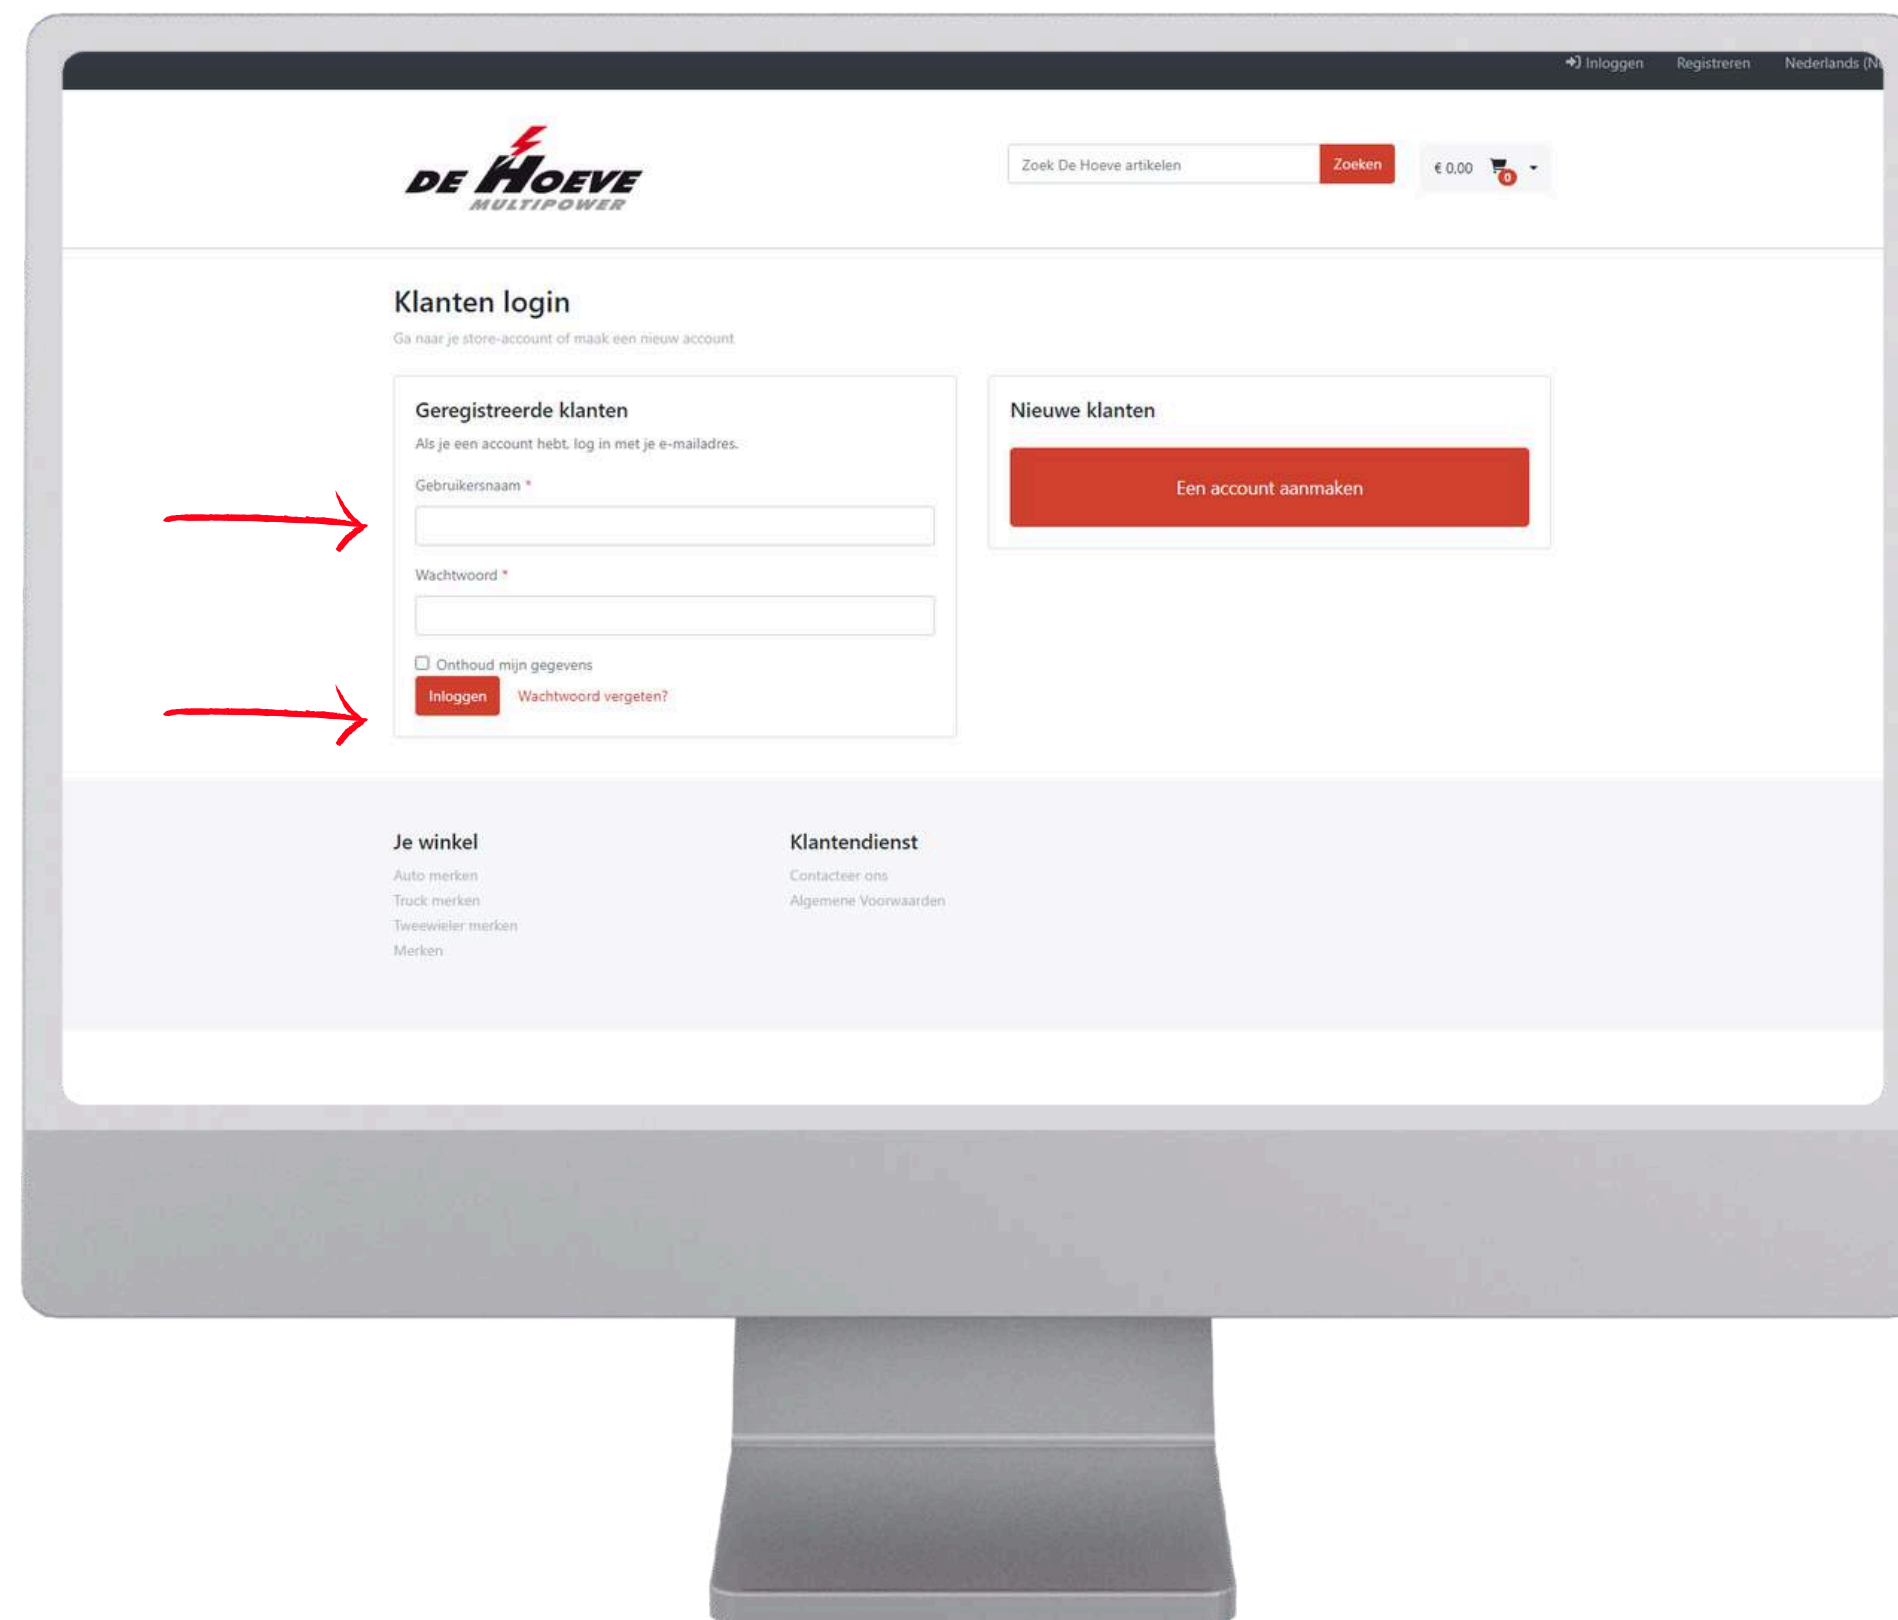 Inloggen Registreren Nederlands (N
DE HOEVE
MULTIPOWER
Zoek De Hoeve artikelen Zoeken € 0,00 0
Klanten login
Ga naar je store-account of maak een nieuw account
Geregistreerde klanten
Als je een account hebt, log in met je e-mailadres.
Gebruikersnaam *
Wachtwoord *
Onthoud mijn gegevens
Inloggen Wachtwoord vergeten?
Nieuwe klanten
Een account aanmaken
Je winkel
Auto merken
Truck merken
Tweewieler merken
Merken
Klantendienst
Contacteer ons
Algemene Voorwaarden